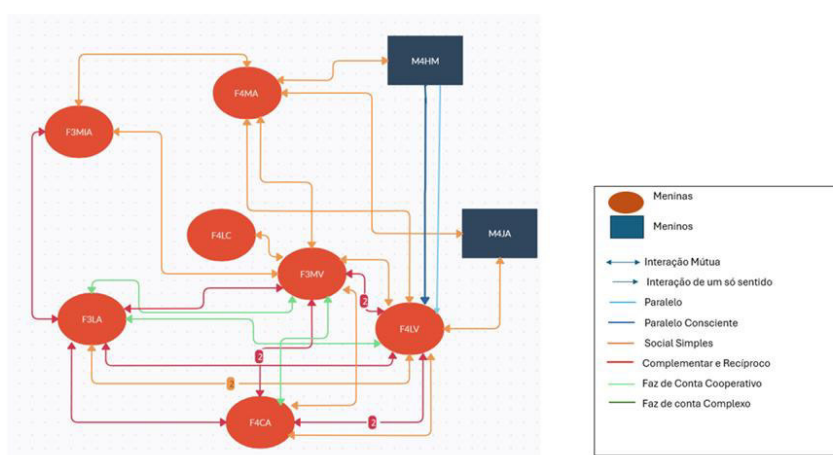 M4HM
F4MA
F3MIA
F4LC
M4JA
F3MV
2
F3LA
F4LV
2
2
2
F4CA
Meninas
Meninos
Interação Mútua
Interação de um só sentido
Paralelo
Paralelo Consciente
Social Simples
Complementar e Recíproco
Faz de Conta Cooperativo
Faz de conta Complexo